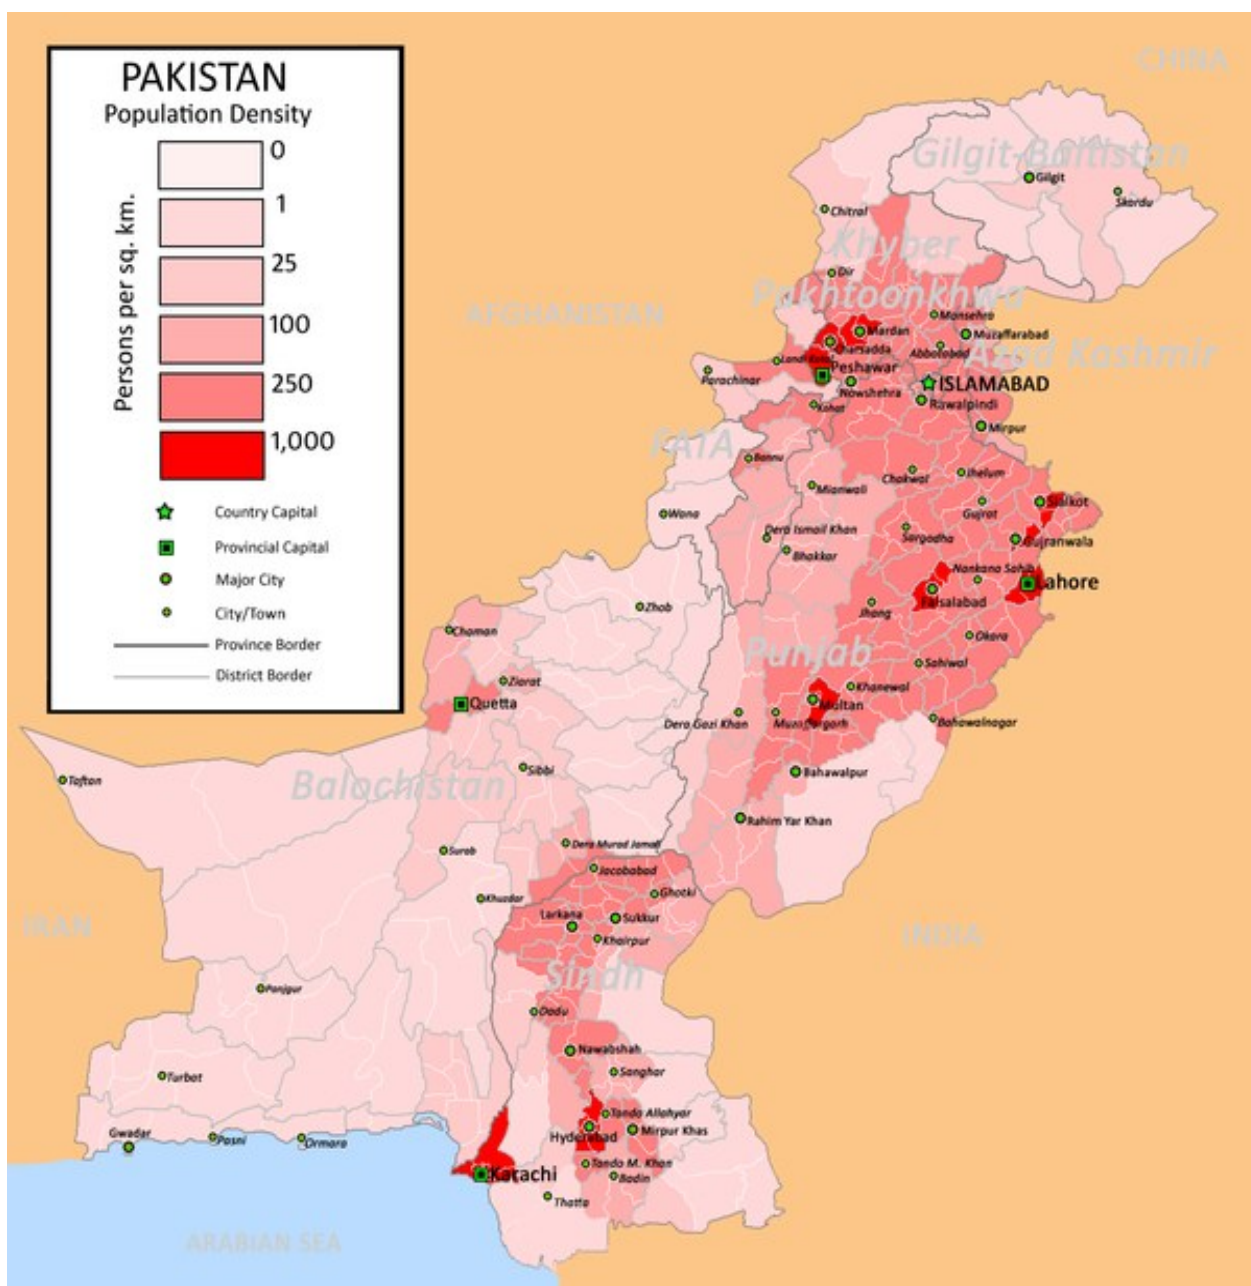 PAKISTAN
Population Density
Persons per sq. km.
0
1
25
100
250
1,000
Country Capital
Provincial Capital
Major City
City/Town
Province Border
District Border
CHINA
Gilgit-Baltistan
Gilgit
Skardu
Chitral
Khyber
Dir
Pakhtoonkhwa
AFGHANISTAN
Mansehra
Mardan
Muzaffarabad
Charsadda
Abbotabad
Azad Kashmir
Landi Kotal
Peshawar
Parachinar
ISLAMABAD
Nowshehra
Rawalpindi
Kohat
Mirpur
FATA
Bannu
Chakwal
Jhelum
Mianwali
Sialkot
Wana
Gujrat
Dera Ismail Khan
Sargodha
Gujranwala
Bhakkar
Nankana Sahib
Lahore
Faisalabad
Zhob
Jhang
Chaman
Okara
Punjab
Sahiwal
Ziarat
Khanewal
Quetta
Multan
Dera Gazi Khan
Muzaffargarh
Bahawalnagar
Sibbi
Bahawalpur
Taftan
Balochistan
Rahim Yar Khan
Dera Murad Jamali
Surab
Jacobabad
Ghotki
Khuzdar
Larkana
Sukkur
IRAN
INDIA
Khairpur
Sindh
Panjgur
Dadu
Nawabshah
Turbat
Sanghar
Tando Allahyar
Gwadar
Pasni
Ormara
Hyderabad
Mirpur Khas
Karachi
Tando M. Khan
Badin
Thatta
ARABIAN SEA